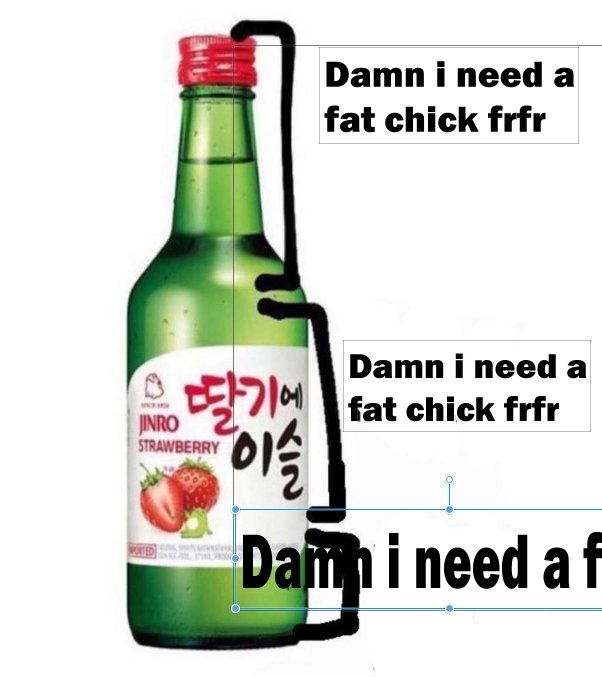 Damn i need a
fat chick frfr
Damn i need a
fat chick frfr
딸기에
이슬
JINRO
STRAWBERRY
IMPORTED
Damn i need a f